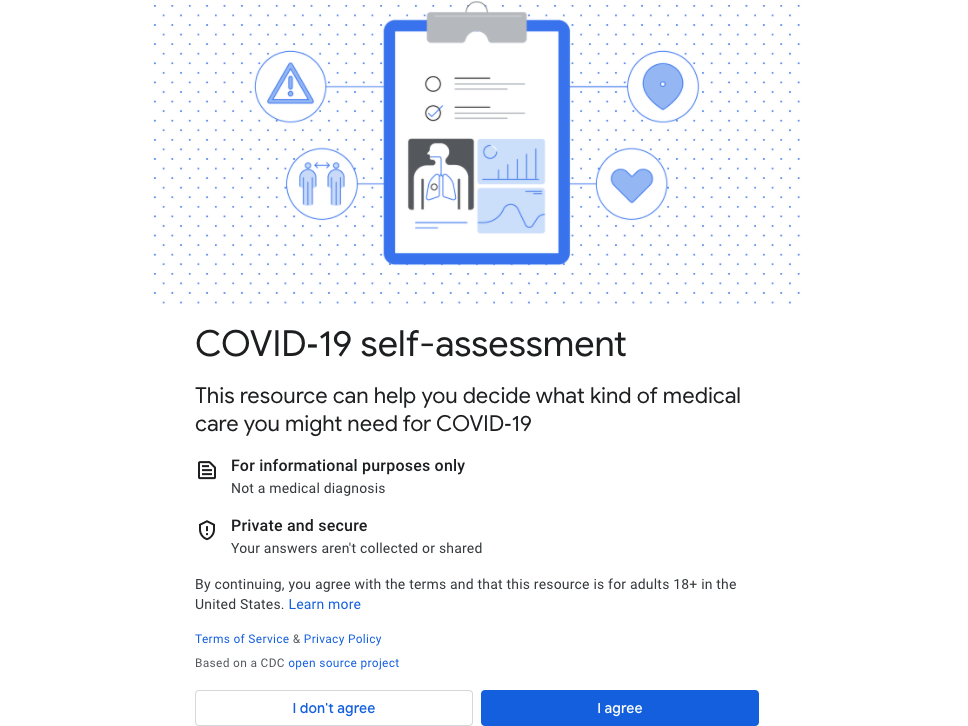 COVID-19 self-assessment
This resource can help you decide what kind of medical
care you might need for COVID-19
For informational purposes only
Not a medical diagnosis
Private and secure
Your answers aren't collected or shared
By continuing, you agree with the terms and that this resource is for adults 18+ in the
United States. Learn more
Terms of Service & Privacy Policy
Based on a CDC open source project
I don't agree
I agree